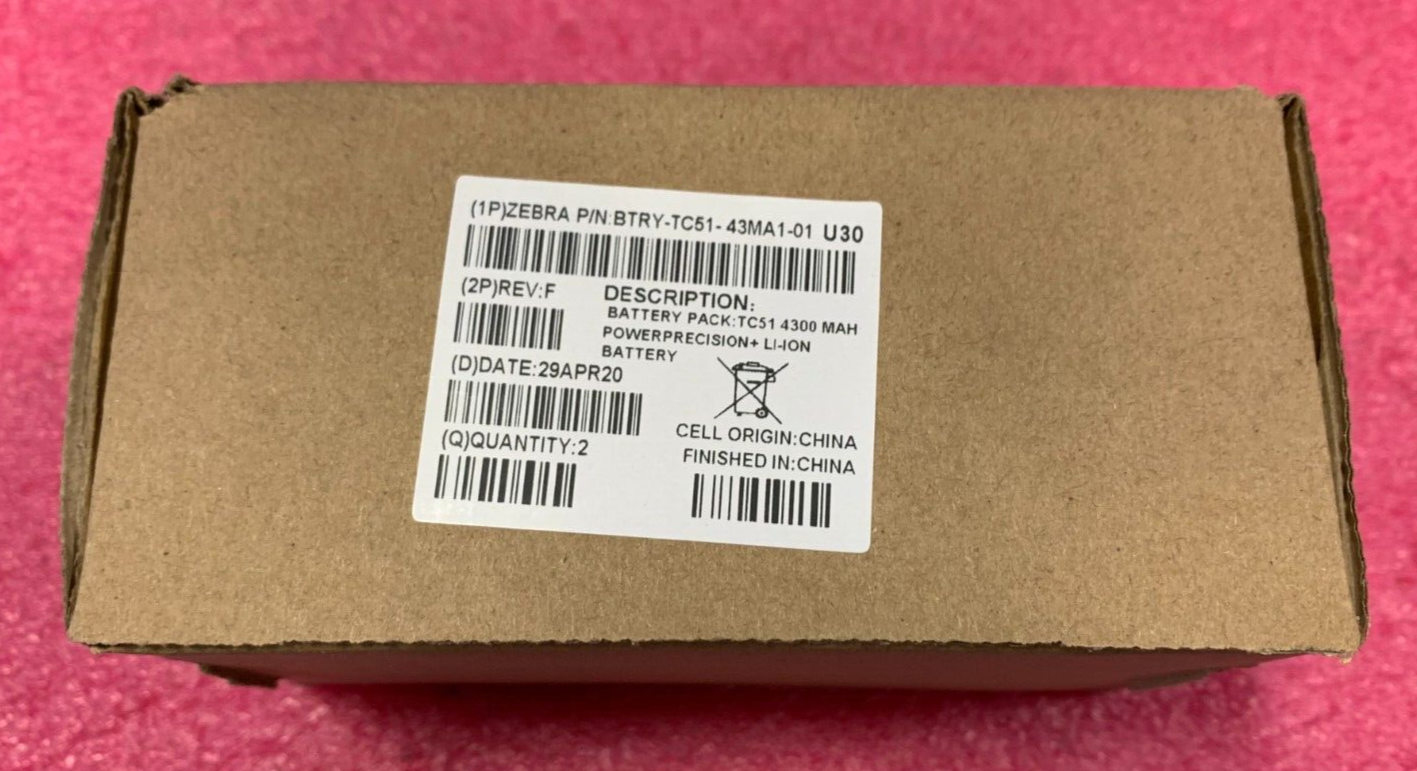 (1P)ZEBRA P/N:BTRY-TC51- 43MA1-01 U30
(2P)REV:F
DESCRIPTION:
BATTERY PACK:TC51 4300 MAH
POWERPRECISION+ LI-ION
BATTERY
(D)DATE:29APR20
(Q)QUANTITY:2
CELL ORIGIN:CHINA
FINISHED IN:CHINA